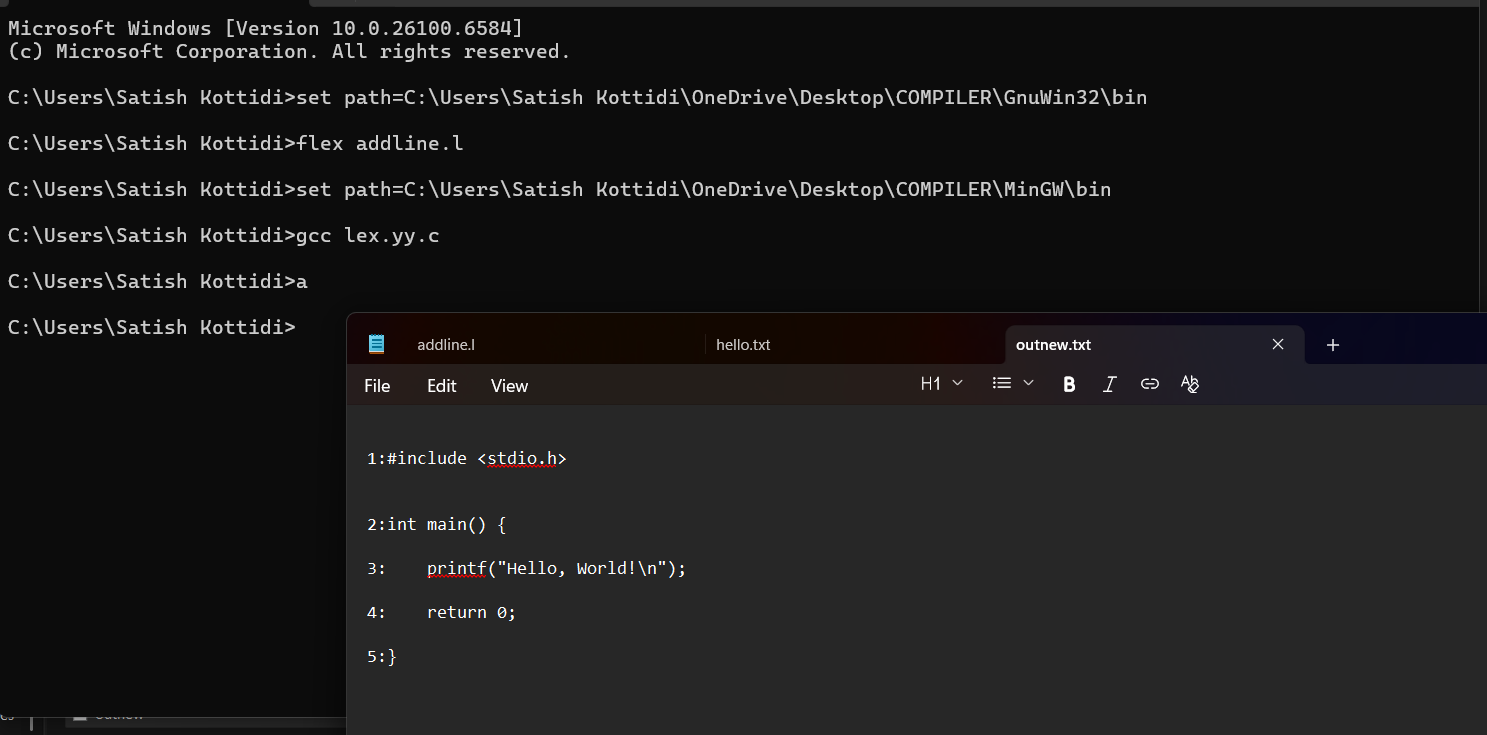 Microsoft Windows [Version 10.0.26100.6584]
(c) Microsoft Corporation. All rights reserved.
C:\Users\Satish Kottidi>set path=C:\Users\Satish Kottidi\OneDrive\Desktop\COMPILER\GnuWin32\bin
C:\Users\Satish Kottidi>flex addline.l
C:\Users\Satish Kottidi>set path=C:\Users\Satish Kottidi\OneDrive\Desktop\COMPILER\MinGW\bin
C:\Users\Satish Kottidi>gcc lex.yy.c
C:\Users\Satish Kottidi>a
C:\Users\Satish Kottidi>
addline.l hello.txt outnew.txt
File Edit View H1 B I
1:#include <stdio.h>
2:int main() {
3:    printf("Hello, World!\n");
4:    return 0;
5:}